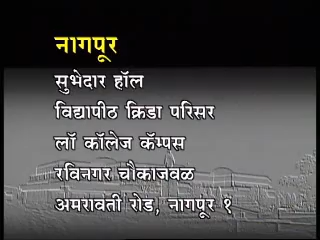 नागपूर
सुभेदार हॉल
विद्यापीठ क्रिडा परिसर
लॉ कॉलेज कॅम्पस
रविनगर चौकाजवळ
अमरावती रोड, नागपूर १